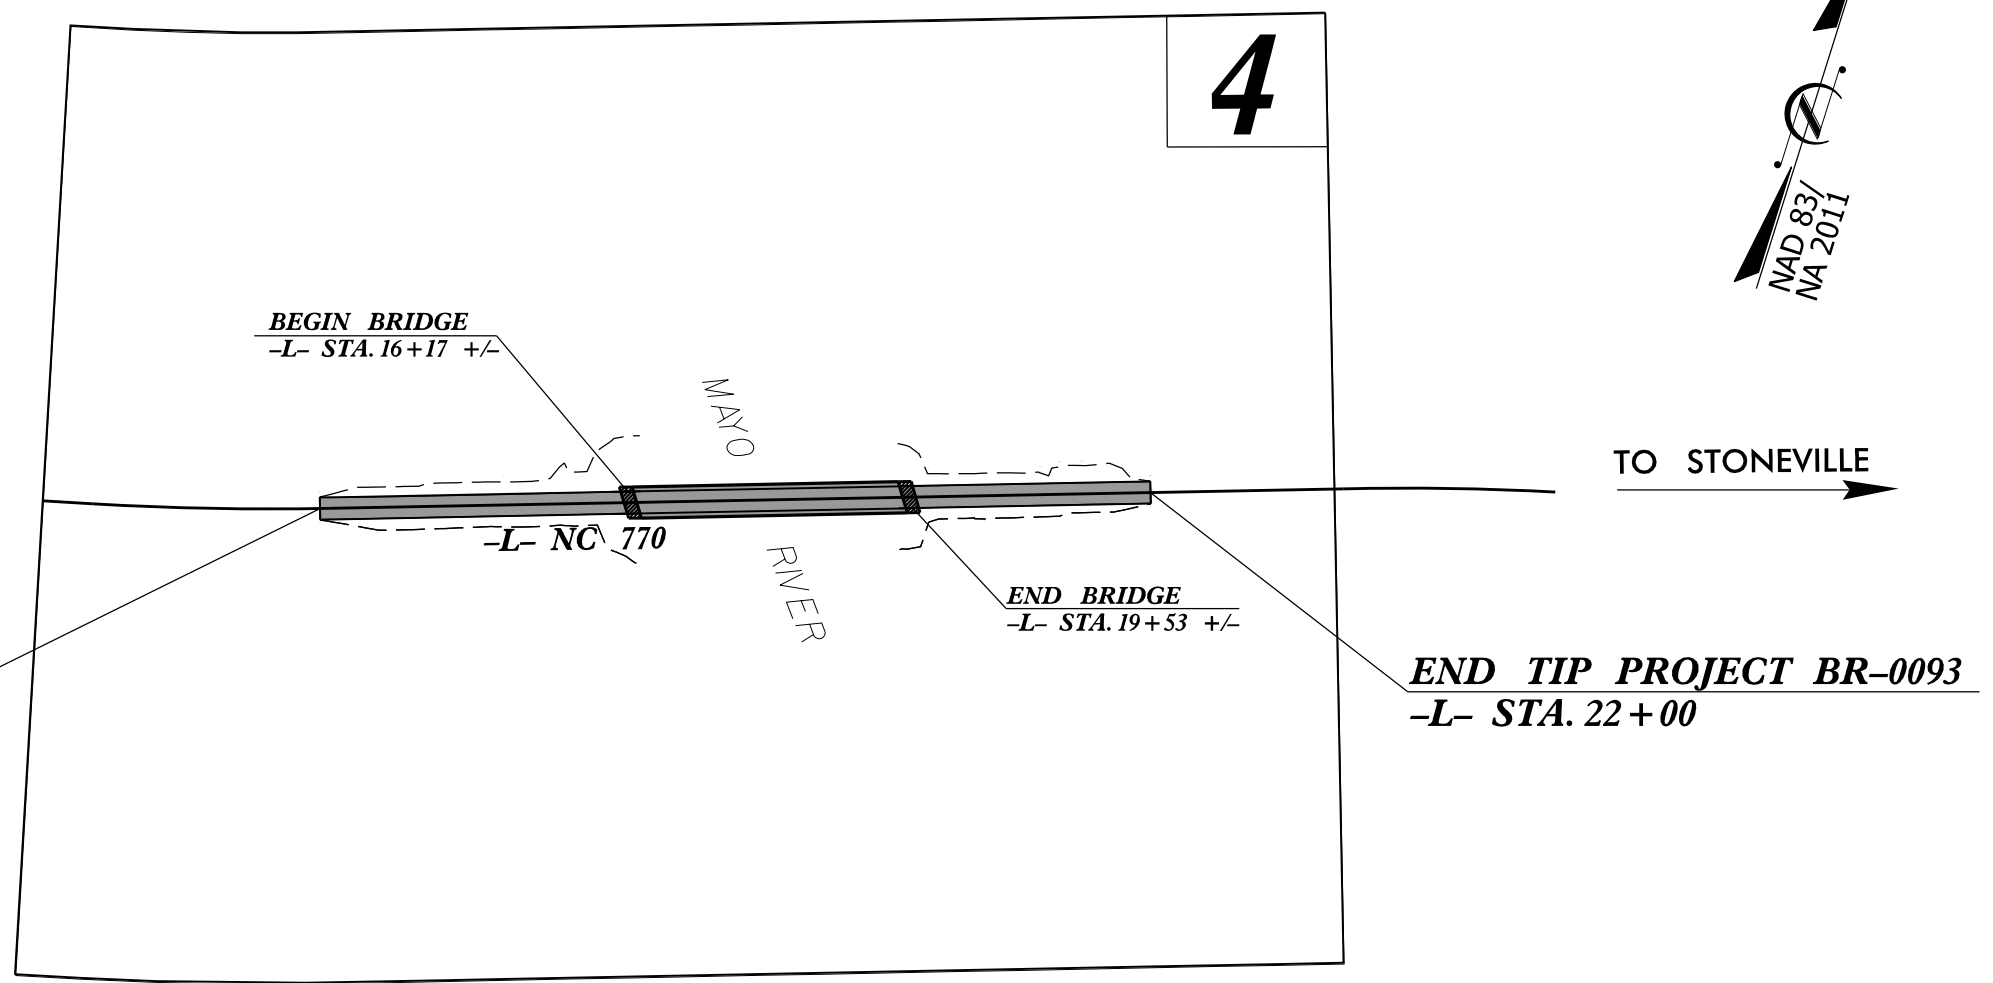 4
NAD 83/
NA 2011
BEGIN BRIDGE
–L– STA. 16+17 +/–
MAYO
RIVER
TO STONEVILLE
–L– NC 770
END BRIDGE
–L– STA. 19+53 +/–
END TIP PROJECT BR–0093
–L– STA. 22+00